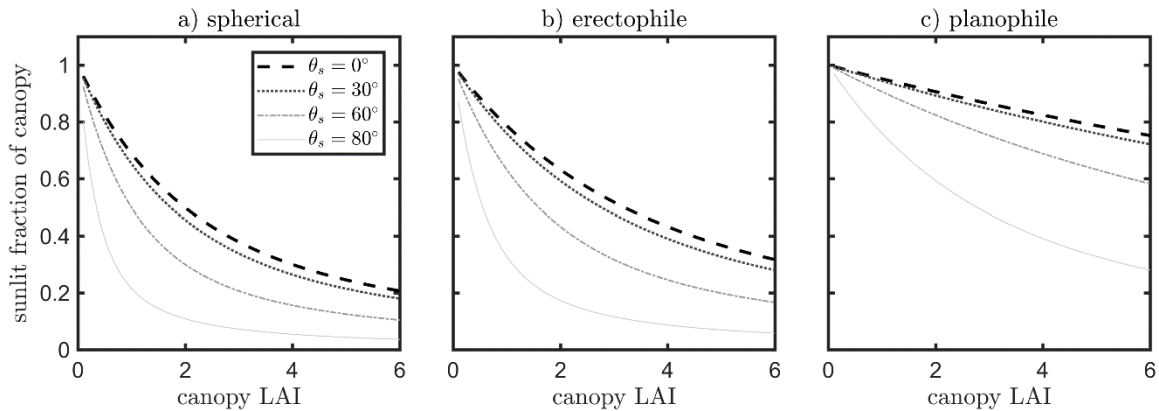 a) spherical
b) erectophile
c) planophile
sunlit fraction of canopy
1
0.8
0.6
0.4
0.2
0
θs = 0°
θs = 30°
θs = 60°
θs = 80°
0 2 4 6
0 2 4 6
0 2 4 6
canopy LAI
canopy LAI
canopy LAI